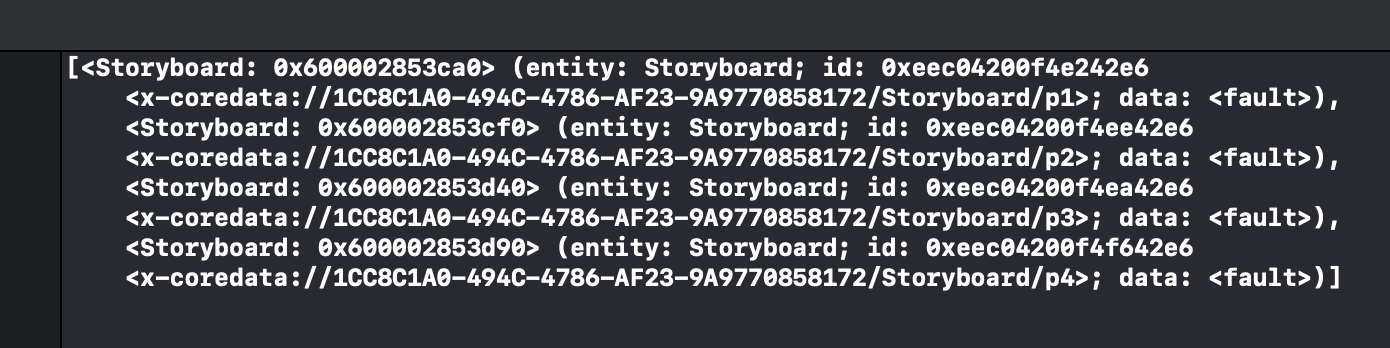 [<Storyboard: 0x600002853ca0> (entity: Storyboard; id: 0xeec04200f4e242e6
<x-coredata://1CC8C1A0-494C-4786-AF23-9A9770858172/Storyboard/p1>; data: <fault>),
<Storyboard: 0x600002853cf0> (entity: Storyboard; id: 0xeec04200f4ee42e6
<x-coredata://1CC8C1A0-494C-4786-AF23-9A9770858172/Storyboard/p2>; data: <fault>),
<Storyboard: 0x600002853d40> (entity: Storyboard; id: 0xeec04200f4ea42e6
<x-coredata://1CC8C1A0-494C-4786-AF23-9A9770858172/Storyboard/p3>; data: <fault>),
<Storyboard: 0x600002853d90> (entity: Storyboard; id: 0xeec04200f4f642e6
<x-coredata://1CC8C1A0-494C-4786-AF23-9A9770858172/Storyboard/p4>; data: <fault>)]